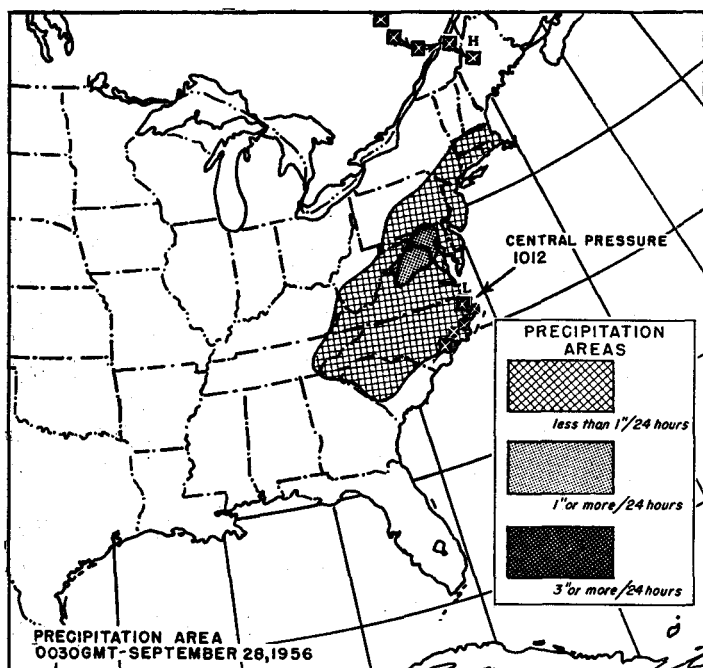 H
CENTRAL PRESSURE
1012
L
PRECIPITATION
AREAS
less than 1"/24 hours
1" or more/24 hours
3" or more/24 hours
PRECIPITATION AREA
0030GMT-SEPTEMBER 28,1956